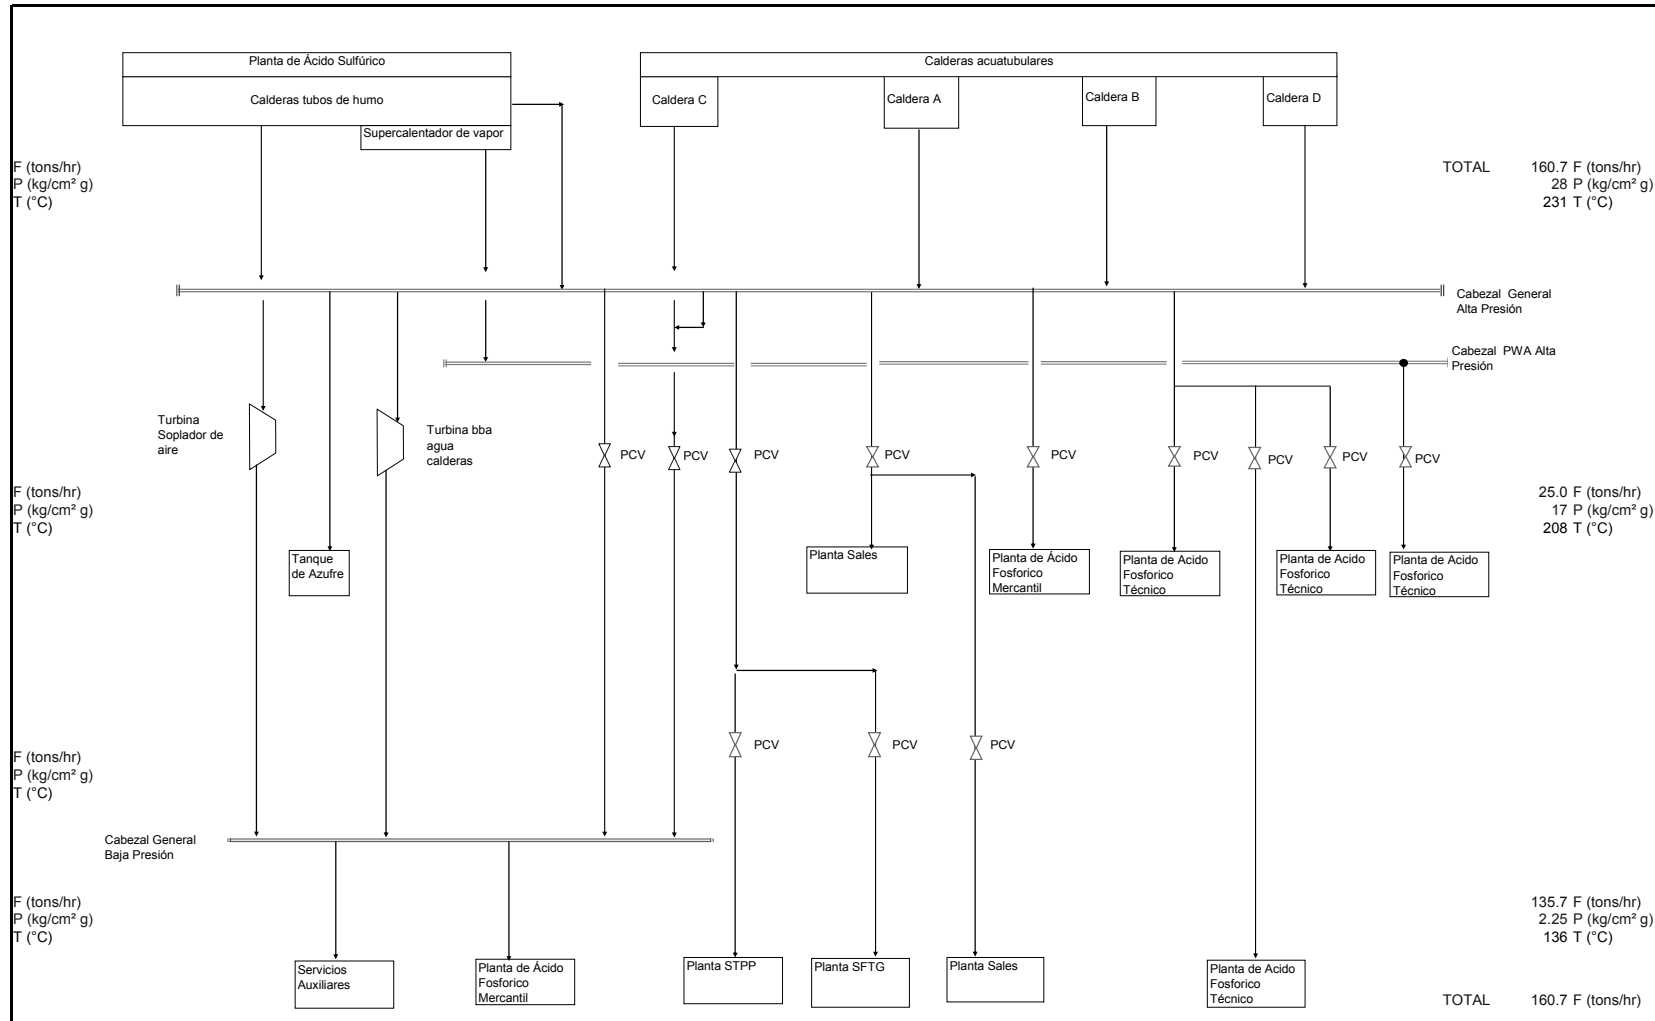 Planta de Ácido Sulfúrico
Calderas acuatubulares
Calderas tubos de humo
Supercalentador de vapor
Caldera C
Caldera A
Caldera B
Caldera D
F (tons/hr)
P (kg/cm² g)
T (°C)
TOTAL 160.7 F (tons/hr)
28 P (kg/cm² g)
231 T (°C)
Cabezal General
Alta Presión
Cabezal PWA Alta
Presión
Turbina
Soplador de
aire
Turbina bba
agua
calderas
PCV
PCV
PCV
PCV
PCV
PCV
PCV
PCV
PCV
F (tons/hr)
P (kg/cm² g)
T (°C)
25.0 F (tons/hr)
17 P (kg/cm² g)
208 T (°C)
Tanque
de Azufre
Planta Sales
Planta de Ácido
Fosforico
Mercantil
Planta de Acido
Fosforico
Técnico
Planta de Acido
Fosforico
Técnico
Planta de Acido
Fosforico
Técnico
PCV
PCV
PCV
F (tons/hr)
P (kg/cm² g)
T (°C)
Cabezal General
Baja Presión
F (tons/hr)
P (kg/cm² g)
T (°C)
135.7 F (tons/hr)
2.25 P (kg/cm² g)
136 T (°C)
Servicios
Auxiliares
Planta de Ácido
Fosforico
Mercantil
Planta STPP
Planta SFTG
Planta Sales
Planta de Acido
Fosforico
Técnico
TOTAL 160.7 F (tons/hr)